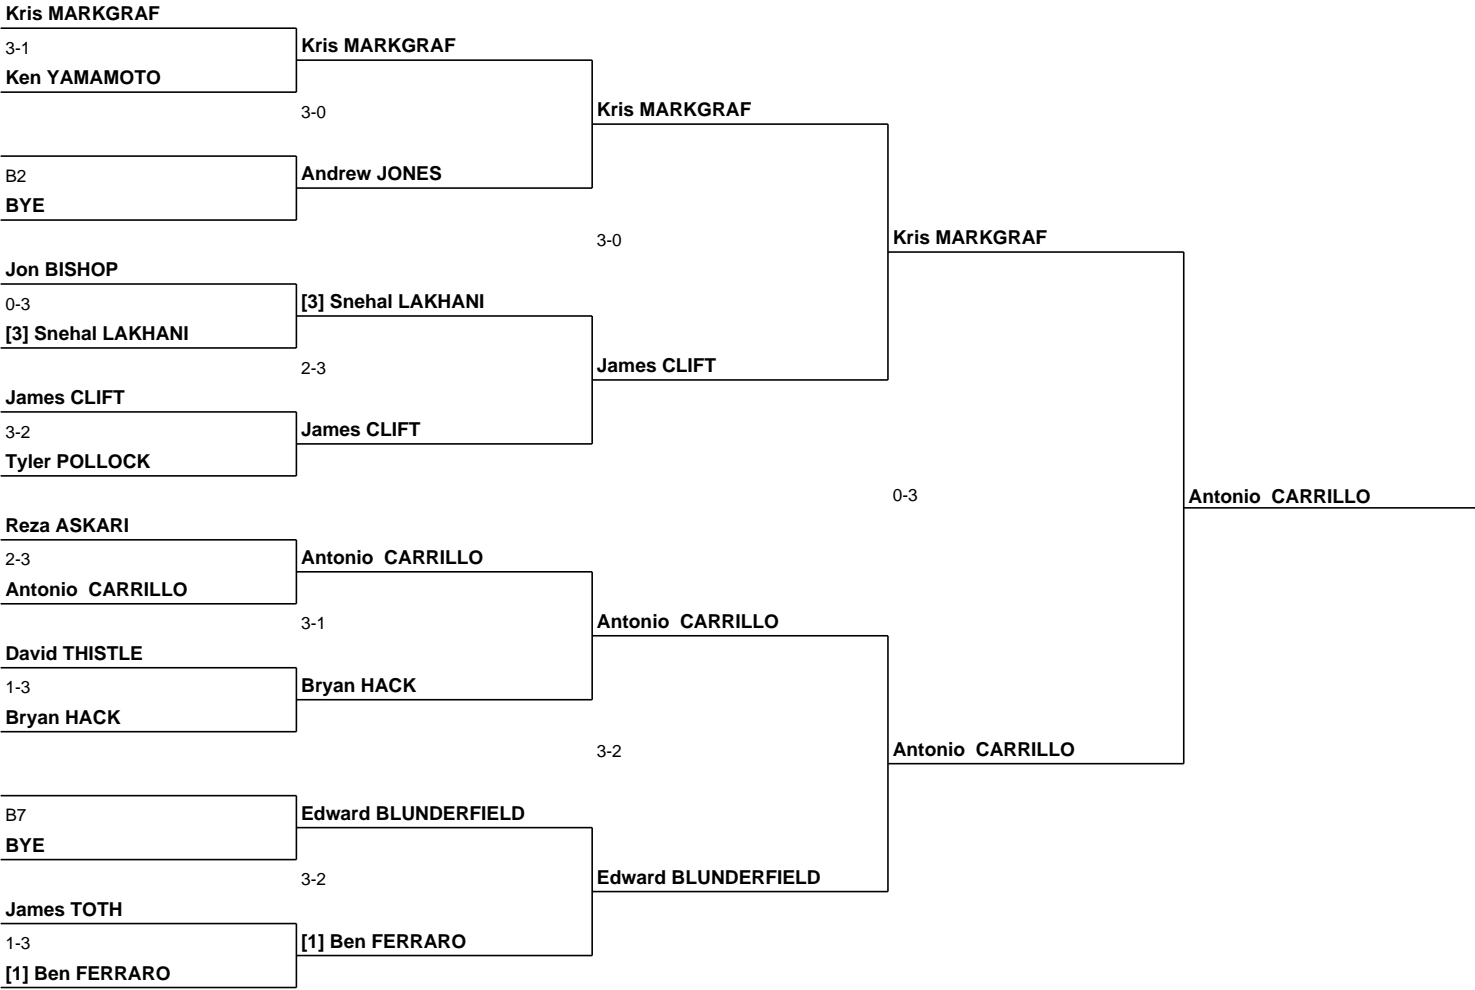 Kris MARKGRAF
3-1
Ken YAMAMOTO
B2
BYE
Jon BISHOP
0-3
[3] Snehal LAKHANI
James CLIFT
3-2
Tyler POLLOCK
Reza ASKARI
2-3
Antonio CARRILLO
David THISTLE
1-3
Bryan HACK
B7
BYE
James TOTH
1-3
[1] Ben FERRARO
Kris MARKGRAF
3-0
Andrew JONES
[3] Snehal LAKHANI
2-3
James CLIFT
Antonio CARRILLO
3-1
Bryan HACK
Edward BLUNDERFIELD
3-2
[1] Ben FERRARO
Kris MARKGRAF
3-0
James CLIFT
Antonio CARRILLO
3-2
Edward BLUNDERFIELD
Kris MARKGRAF
0-3
Antonio CARRILLO
Antonio CARRILLO